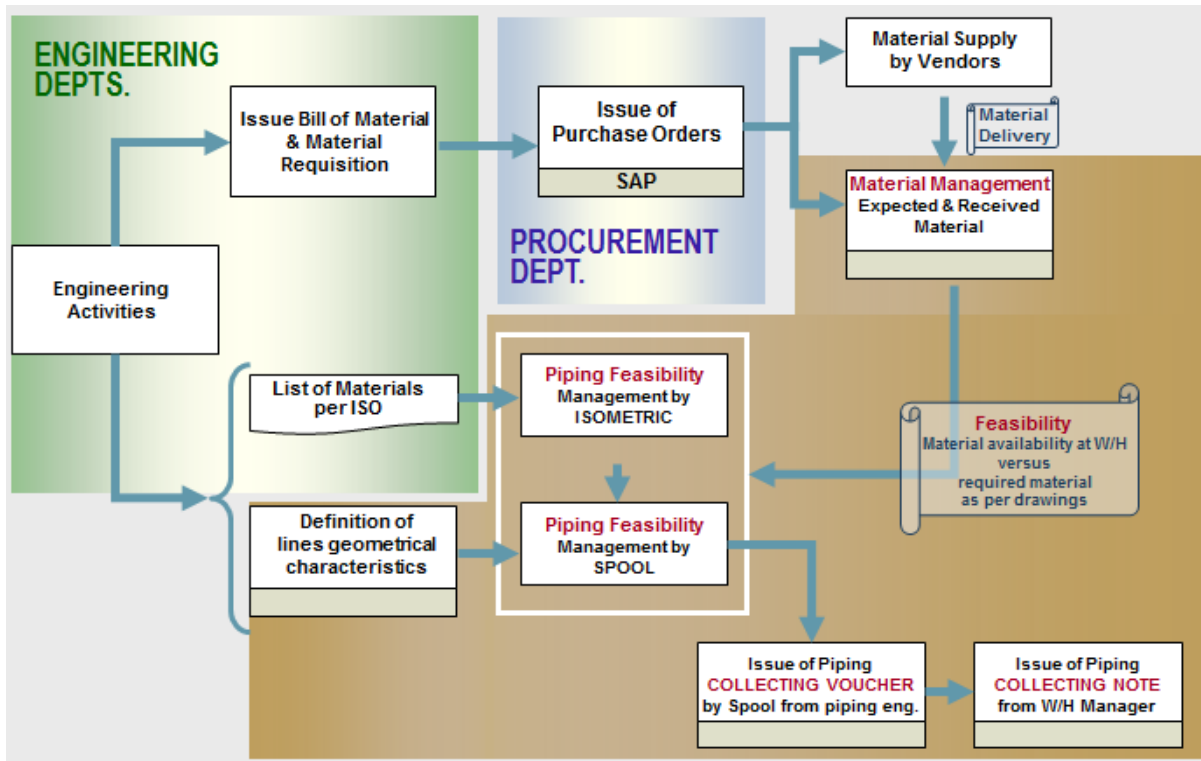 ENGINEERING
DEPTS.
Issue Bill of Material
& Material
Requisition
Engineering
Activities
List of Materials
per ISO
Definition of
lines geometrical
characteristics
Issue of
Purchase Orders
SAP
PROCUREMENT
DEPT.
Material Supply
by Vendors
Material
Delivery
Material Management
Expected & Received
Material
Piping Feasibility
Management by
ISOMETRIC
Piping Feasibility
Management by
SPOOL
Feasibility
Material availability at W/H
versus
required material
as per drawings
Issue of Piping
COLLECTING VOUCHER
by Spool from piping eng.
Issue of Piping
COLLECTING NOTE
from W/H Manager